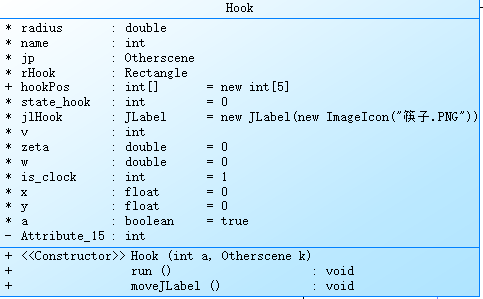 Hook
* radius : double
* name : int
* jp : Otherscene
* rHook : Rectangle
+ hookPos : int[] = new int[5]
* state_hook : int = 0
* jlHook : JLabel = new JLabel(new ImageIcon("筷子.PNG"))
* v : int
* zeta : double = 0
* w : double = 0
* is_clock : int = 1
* x : float = 0
* y : float = 0
* a : boolean = true
- Attribute_15 : int
+ <<Constructor>> Hook (int a, Otherscene k)
+ run () : void
+ moveJLabel () : void